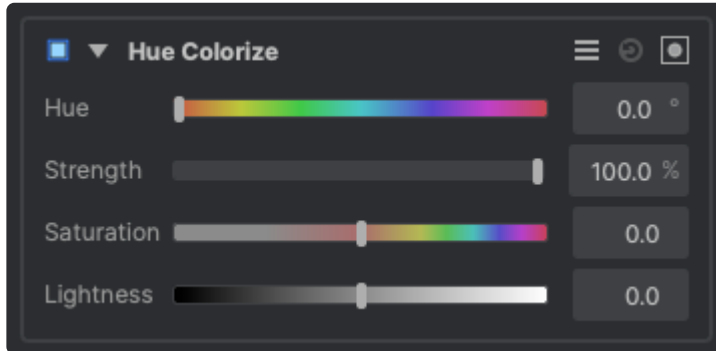 Hue Colorize
Hue 0.0 °
Strength 100.0 %
Saturation 0.0
Lightness 0.0